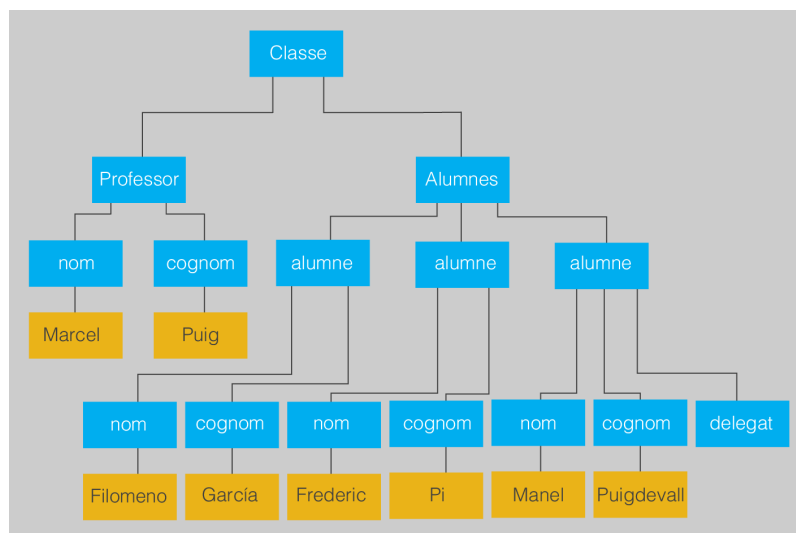 Classe
Professor
Alumnes
nom
cognom
alumne
alumne
alumne
Marcel
Puig
nom
cognom
nom
cognom
nom
cognom
delegat
Filomeno
García
Frederic
Pi
Manel
Puigdevall